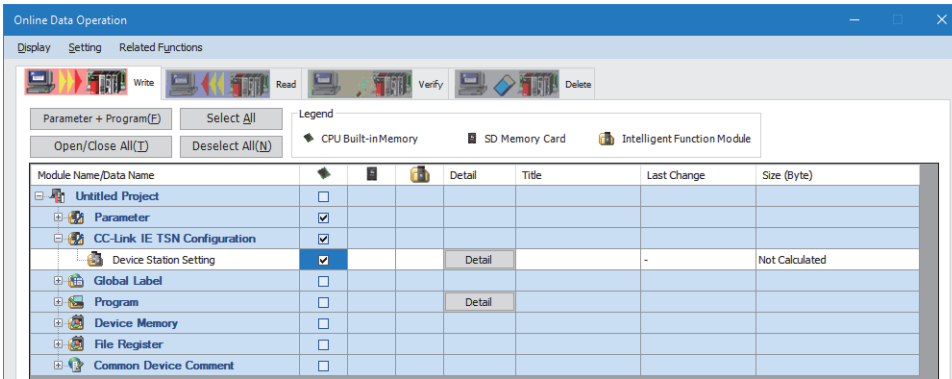 Online Data Operation
Display Setting Related Functions
Write Read Verify Delete
Parameter + Program(F) Select All Legend
CPU Built-inMemory SD Memory Card Intelligent Function Module
Open/Close All(T) Deselect All(N)
Module Name/Data Name Detail Title Last Change Size (Byte)
Untitled Project
Parameter
CC-Link IE TSN Configuration
Device Station Setting Detail - Not Calculated
Global Label
Program Detail
Device Memory
File Register
Common Device Comment